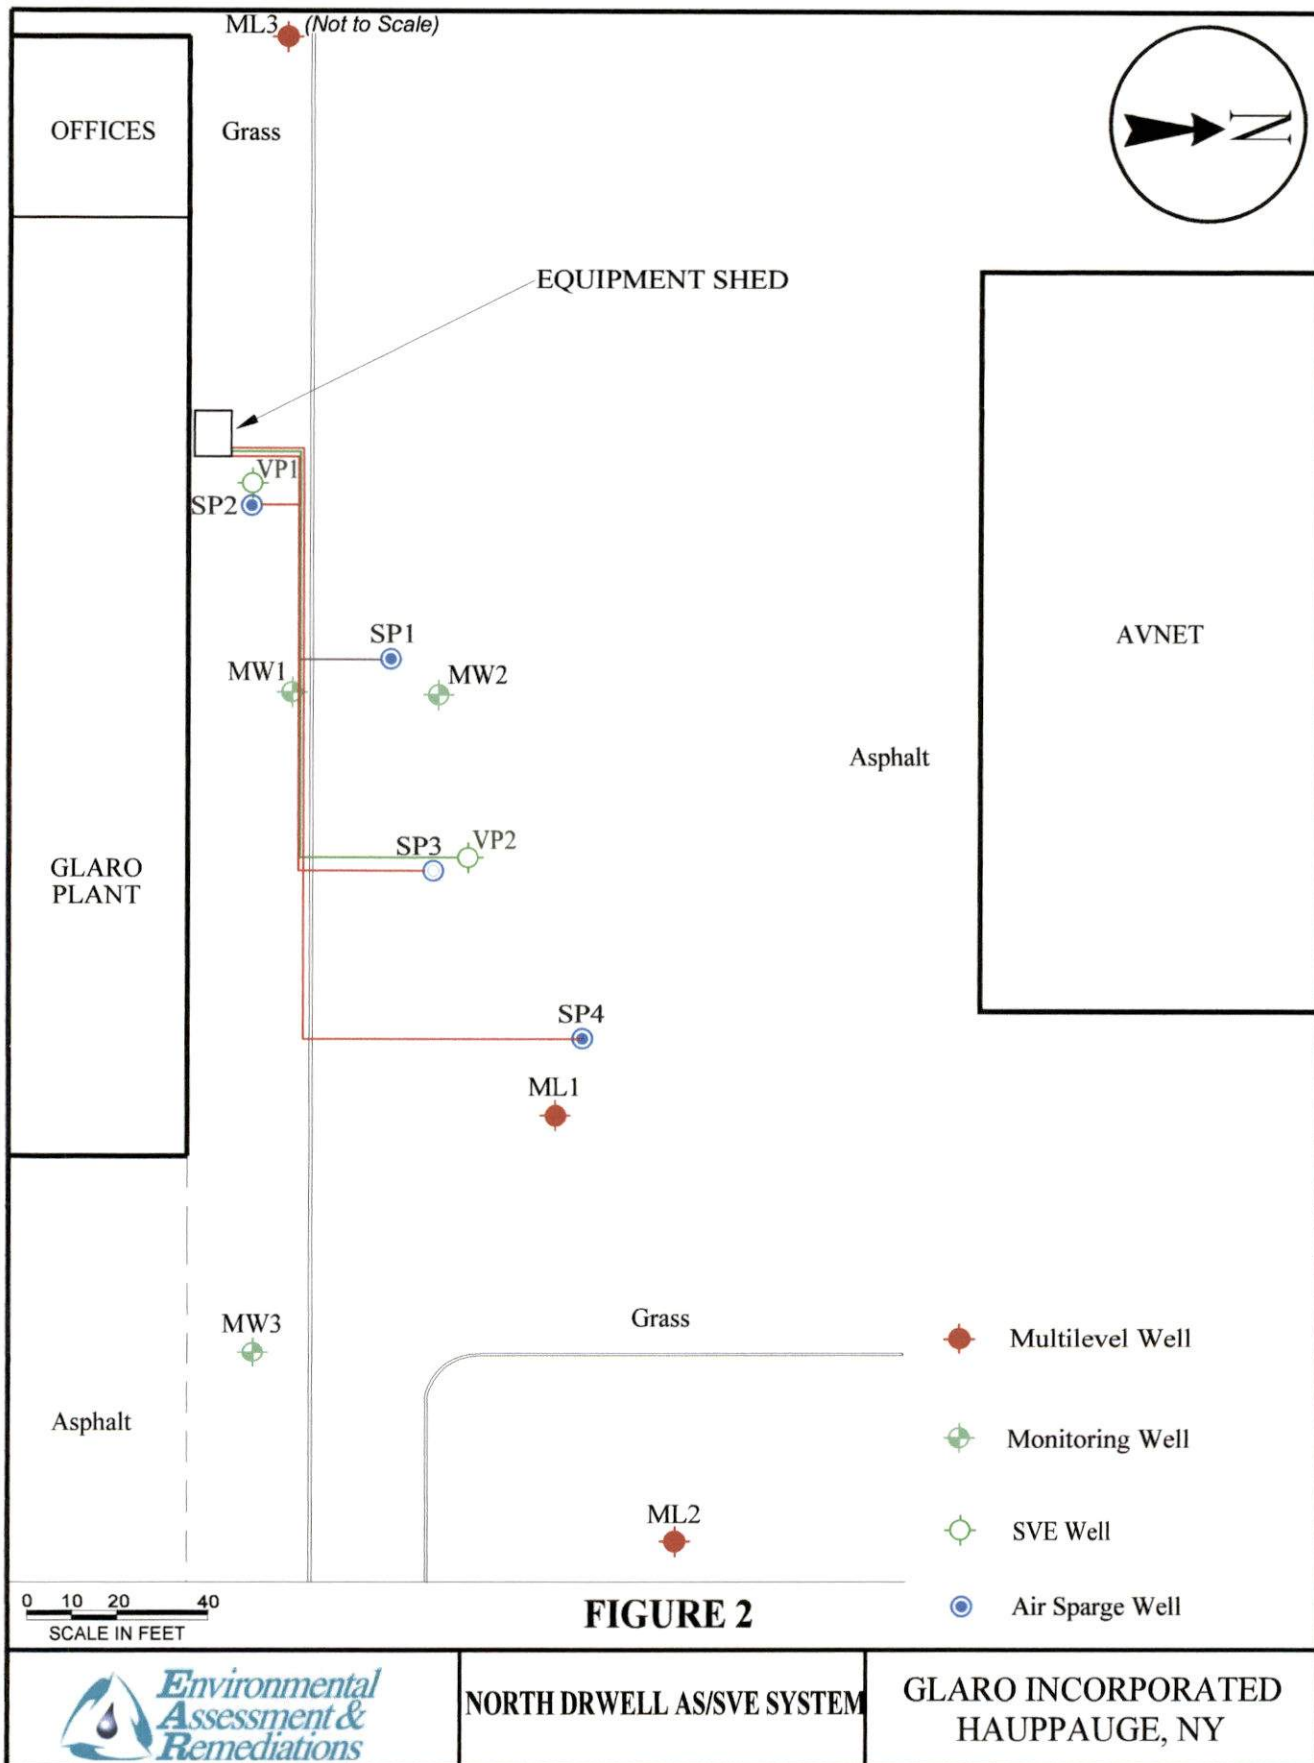 ML3 (Not to Scale)
OFFICES
Grass
N
EQUIPMENT SHED
VP1
SP2
SP1
MW1
MW2
AVNET
Asphalt
SP3
VP2
GLARO
PLANT
SP4
ML1
MW3
Grass
Asphalt
ML2
Multilevel Well
Monitoring Well
SVE Well
Air Sparge Well
0 10 20 40
SCALE IN FEET
FIGURE 2
Environmental
Assessment &
Remediations
NORTH DRWELL AS/SVE SYSTEM
GLARO INCORPORATED
HAUPPAUGE, NY